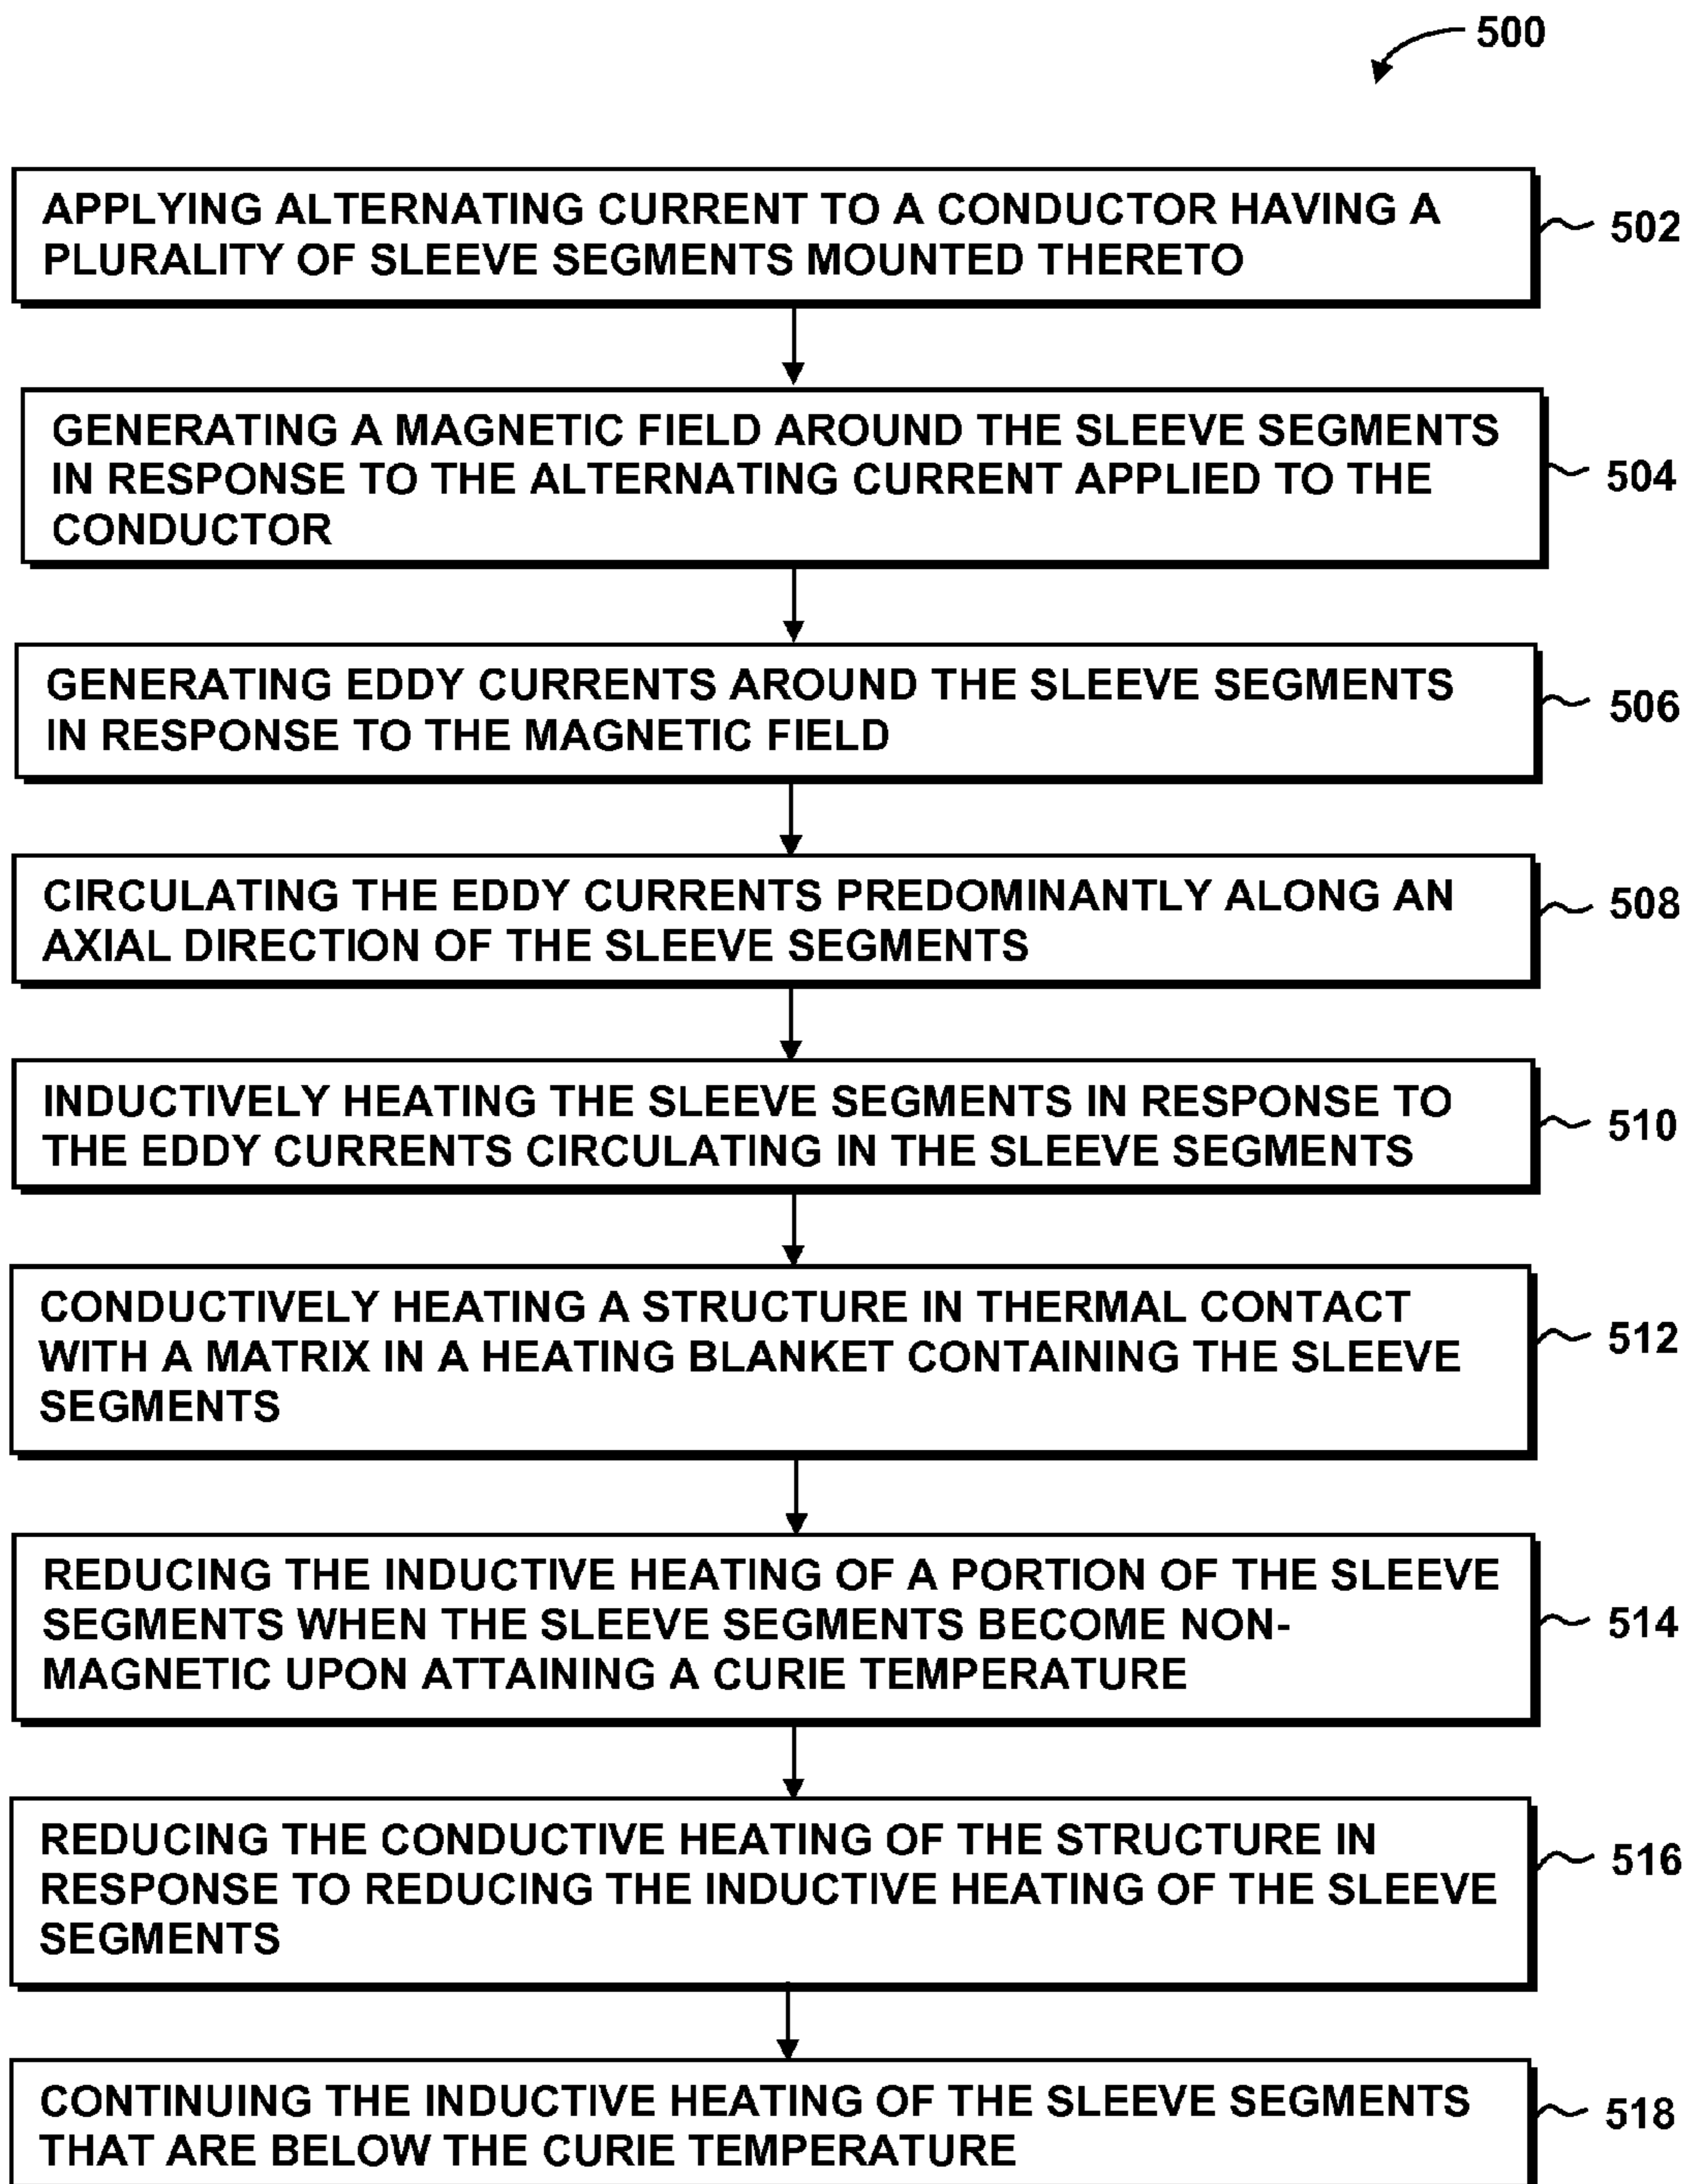 500
APPLYING ALTERNATING CURRENT TO A CONDUCTOR HAVING A
PLURALITY OF SLEEVE SEGMENTS MOUNTED THERETO
502
GENERATING A MAGNETIC FIELD AROUND THE SLEEVE SEGMENTS
IN RESPONSE TO THE ALTERNATING CURRENT APPLIED TO THE
CONDUCTOR
504
GENERATING EDDY CURRENTS AROUND THE SLEEVE SEGMENTS
IN RESPONSE TO THE MAGNETIC FIELD
506
CIRCULATING THE EDDY CURRENTS PREDOMINANTLY ALONG AN
AXIAL DIRECTION OF THE SLEEVE SEGMENTS
508
INDUCTIVELY HEATING THE SLEEVE SEGMENTS IN RESPONSE TO
THE EDDY CURRENTS CIRCULATING IN THE SLEEVE SEGMENTS
510
CONDUCTIVELY HEATING A STRUCTURE IN THERMAL CONTACT
WITH A MATRIX IN A HEATING BLANKET CONTAINING THE SLEEVE
SEGMENTS
512
REDUCING THE INDUCTIVE HEATING OF A PORTION OF THE SLEEVE
SEGMENTS WHEN THE SLEEVE SEGMENTS BECOME NON-
MAGNETIC UPON ATTAINING A CURIE TEMPERATURE
514
REDUCING THE CONDUCTIVE HEATING OF THE STRUCTURE IN
RESPONSE TO REDUCING THE INDUCTIVE HEATING OF THE SLEEVE
SEGMENTS
516
CONTINUING THE INDUCTIVE HEATING OF THE SLEEVE SEGMENTS
THAT ARE BELOW THE CURIE TEMPERATURE
518